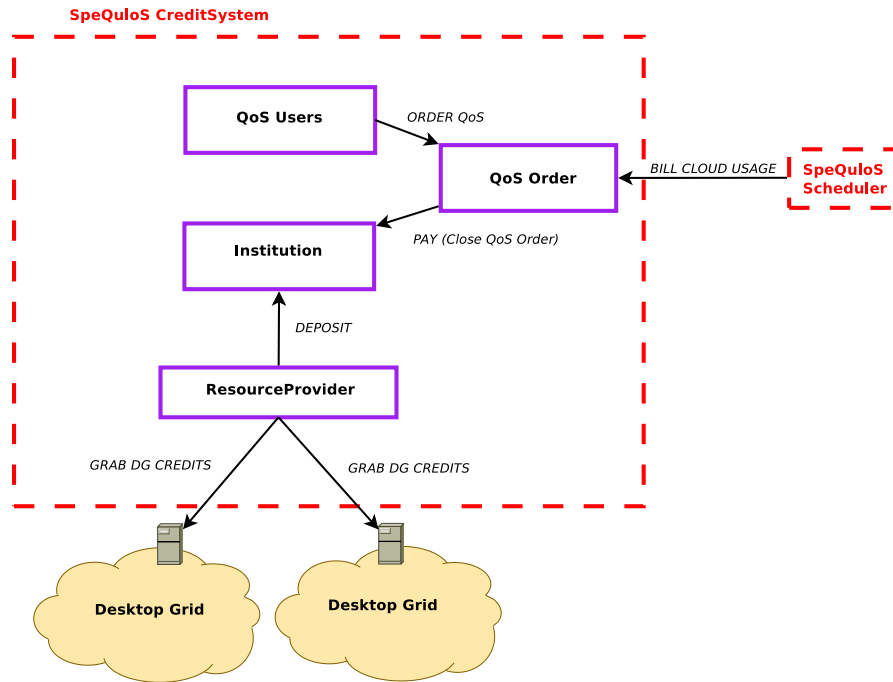 SpeQuloS CreditSystem
QoS Users
ORDER QoS
QoS Order
BILL CLOUD USAGE
SpeQuloS
Scheduler
Institution
PAY (Close QoS Order)
DEPOSIT
ResourceProvider
GRAB DG CREDITS
GRAB DG CREDITS
Desktop Grid
Desktop Grid